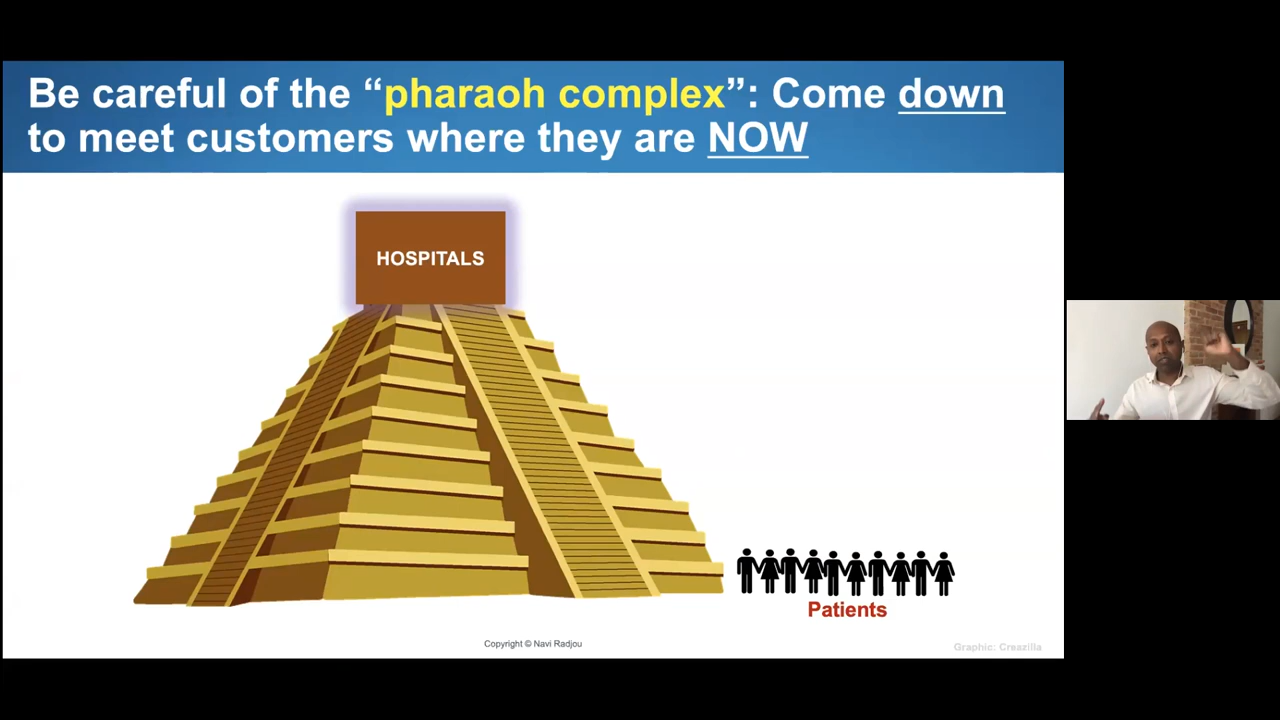 Be careful of the “pharaoh complex”: Come down
to meet customers where they are NOW
HOSPITALS
Patients
Copyright © Navi Radjou
Graphic: Creazilla